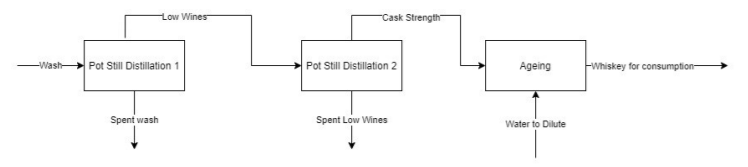 Low Wines
Cask Strength
Wash
Pot Still Distillation 1
Pot Still Distillation 2
Ageing
Whiskey for consumption
Spent wash
Spent Low Wines
Water to Dilute